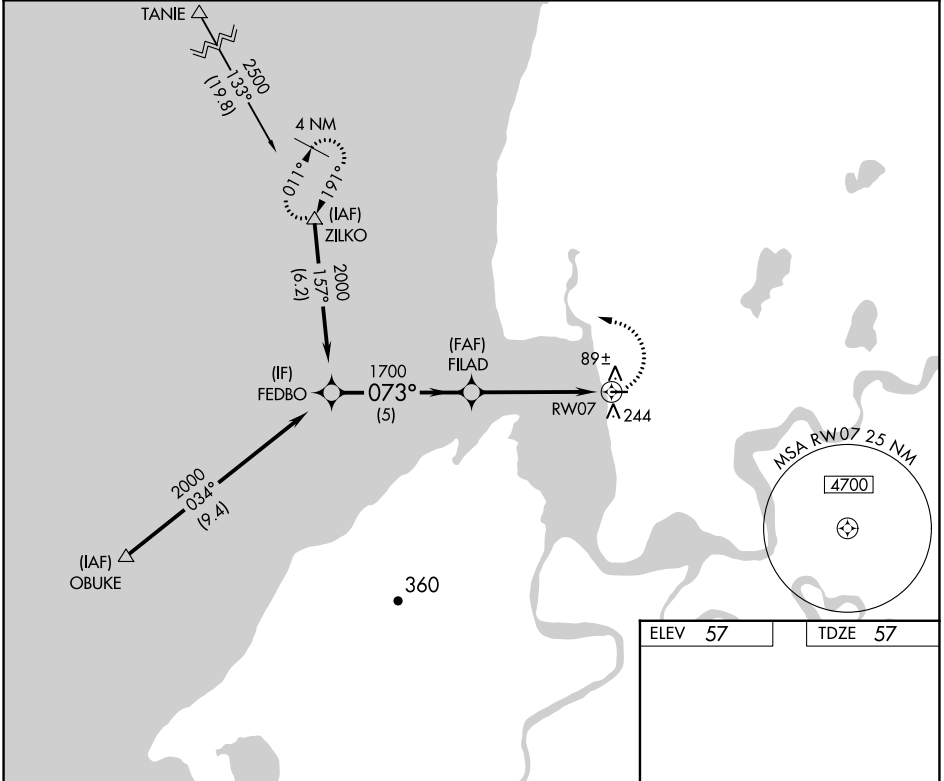 TANIE
2500
133°
(19.8)
4 NM
011°
191°
(IAF)
ZILKO
2000
157°
(6.2)
(IF)
FEDBO
1700
073°
(5)
(FAF)
FILAD
89±
RW07
244
MSA RW07 25 NM
4700
2000
034°
(9.4)
(IAF)
OBUKE
360
ELEV 57
TDZE 57